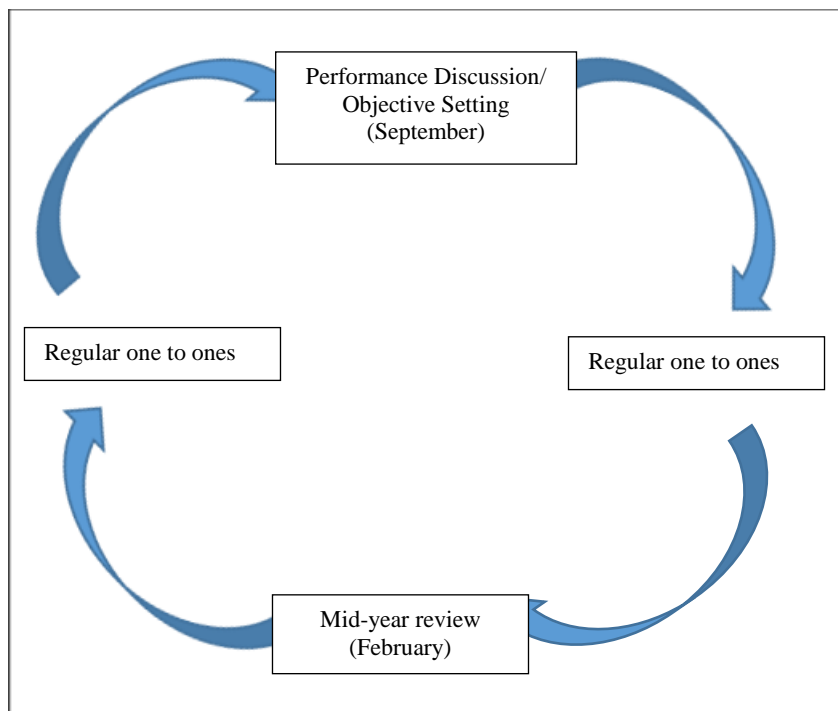 Performance Discussion/
Objective Setting
(September)
Regular one to ones
Regular one to ones
Mid-year review
(February)